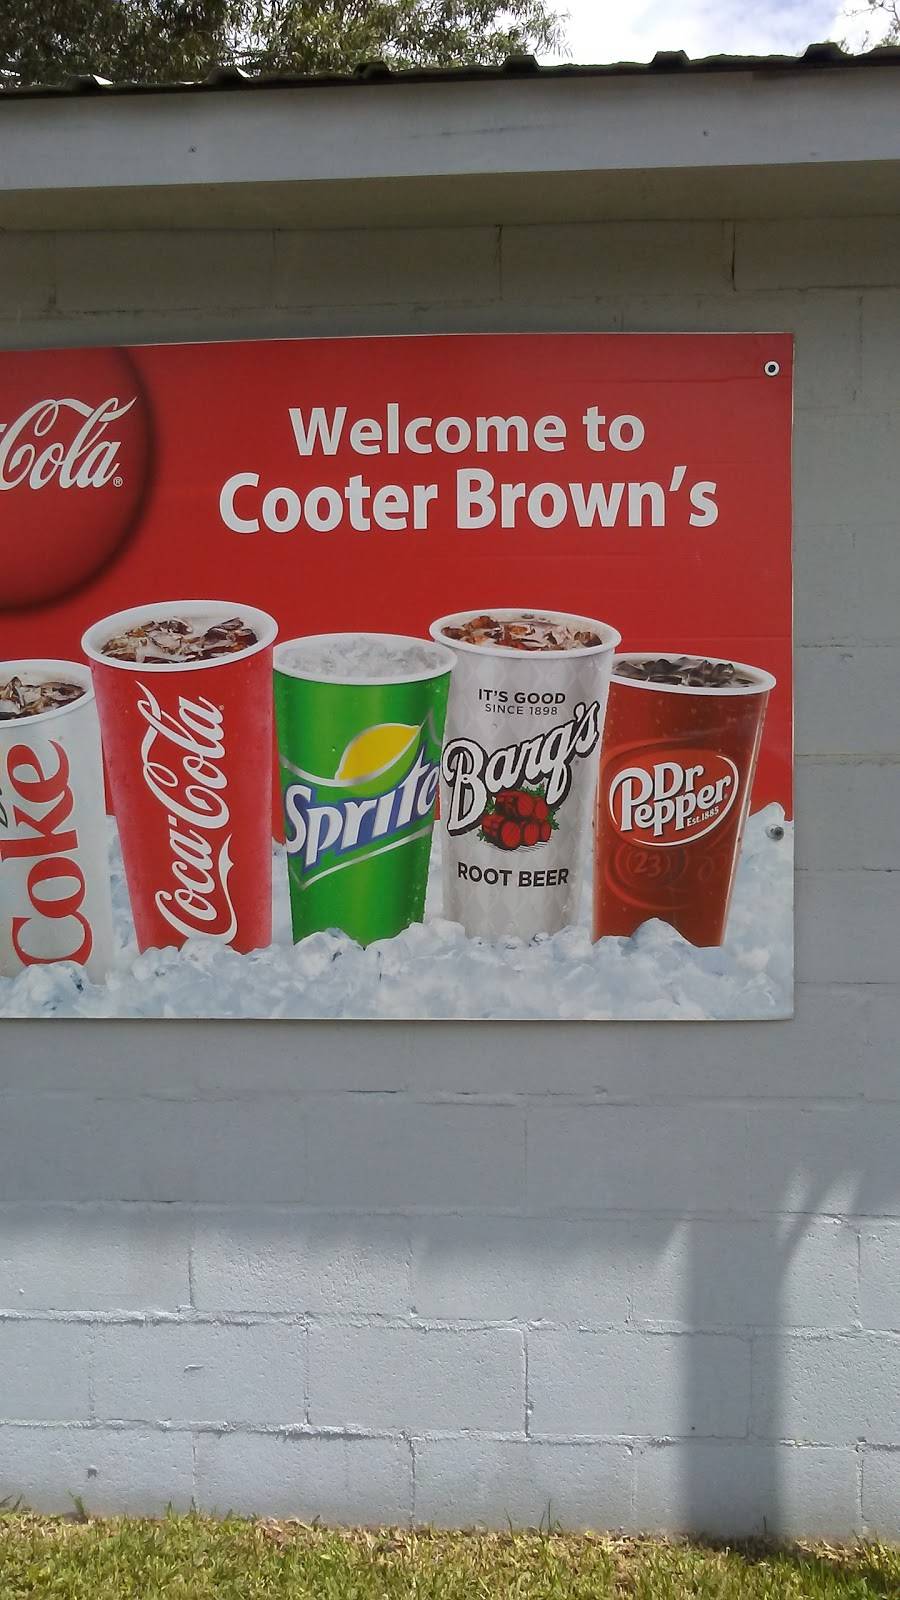 Cola®
Welcome to
Cooter Brown's
Coke
Coca-Cola
Sprite
IT'S GOOD
SINCE 1898
Barq's
ROOT BEER
Dr
Pepper
Est. 1885
23